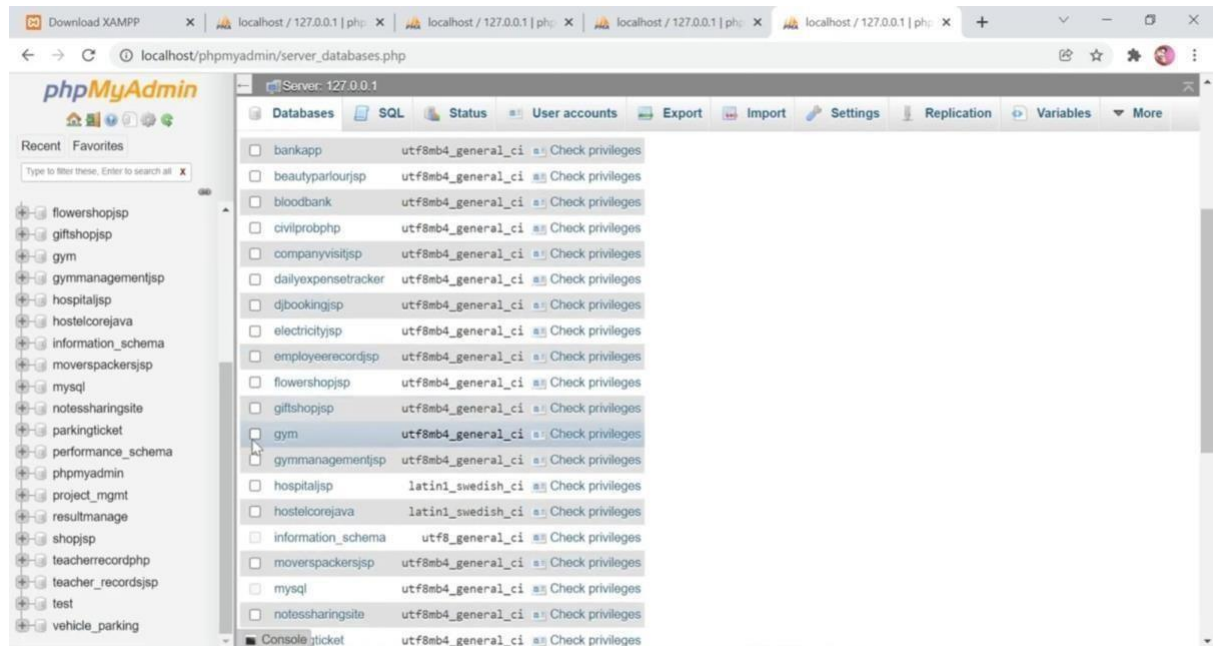 Download XAMPP
localhost / 127.0.0.1 | php
localhost / 127.0.0.1 | php
localhost / 127.0.0.1 | php
localhost / 127.0.0.1 | php
localhost/phpmyadmin/server_databases.php
phpMyAdmin
Recent Favorites
Type to filter these, Enter to search all X
flowershopjsp
giftshopjsp
gym
gymmanagementjsp
hospitaljsp
hostelcorejava
information_schema
moverspackersjsp
mysql
notessharingsite
parkingticket
performance_schema
phpmyadmin
project_mgmt
resultmanage
shopjsp
teacherrecordphp
teacher_recordsjsp
test
vehicle_parking
Server: 127.0.0.1
Databases SQL Status User accounts Export Import Settings Replication Variables More
bankapp utf8mb4_general_ci Check privileges
beautyparlourjsp utf8mb4_general_ci Check privileges
bloodbank utf8mb4_general_ci Check privileges
civilprobphp utf8mb4_general_ci Check privileges
companyvisitjsp utf8mb4_general_ci Check privileges
dailyexpensetracker utf8mb4_general_ci Check privileges
djbookingjsp utf8mb4_general_ci Check privileges
electricityjsp utf8mb4_general_ci Check privileges
employeerecordjsp utf8mb4_general_ci Check privileges
flowershopjsp utf8mb4_general_ci Check privileges
giftshopjsp utf8mb4_general_ci Check privileges
gym utf8mb4_general_ci Check privileges
gymmanagementjsp utf8mb4_general_ci Check privileges
hospitaljsp latin1_swedish_ci Check privileges
hostelcorejava latin1_swedish_ci Check privileges
information_schema utf8_general_ci Check privileges
moverspackersjsp utf8mb4_general_ci Check privileges
mysql utf8mb4_general_ci Check privileges
notessharingsite utf8mb4_general_ci Check privileges
Console gticket utf8mb4_general_ci Check privileges